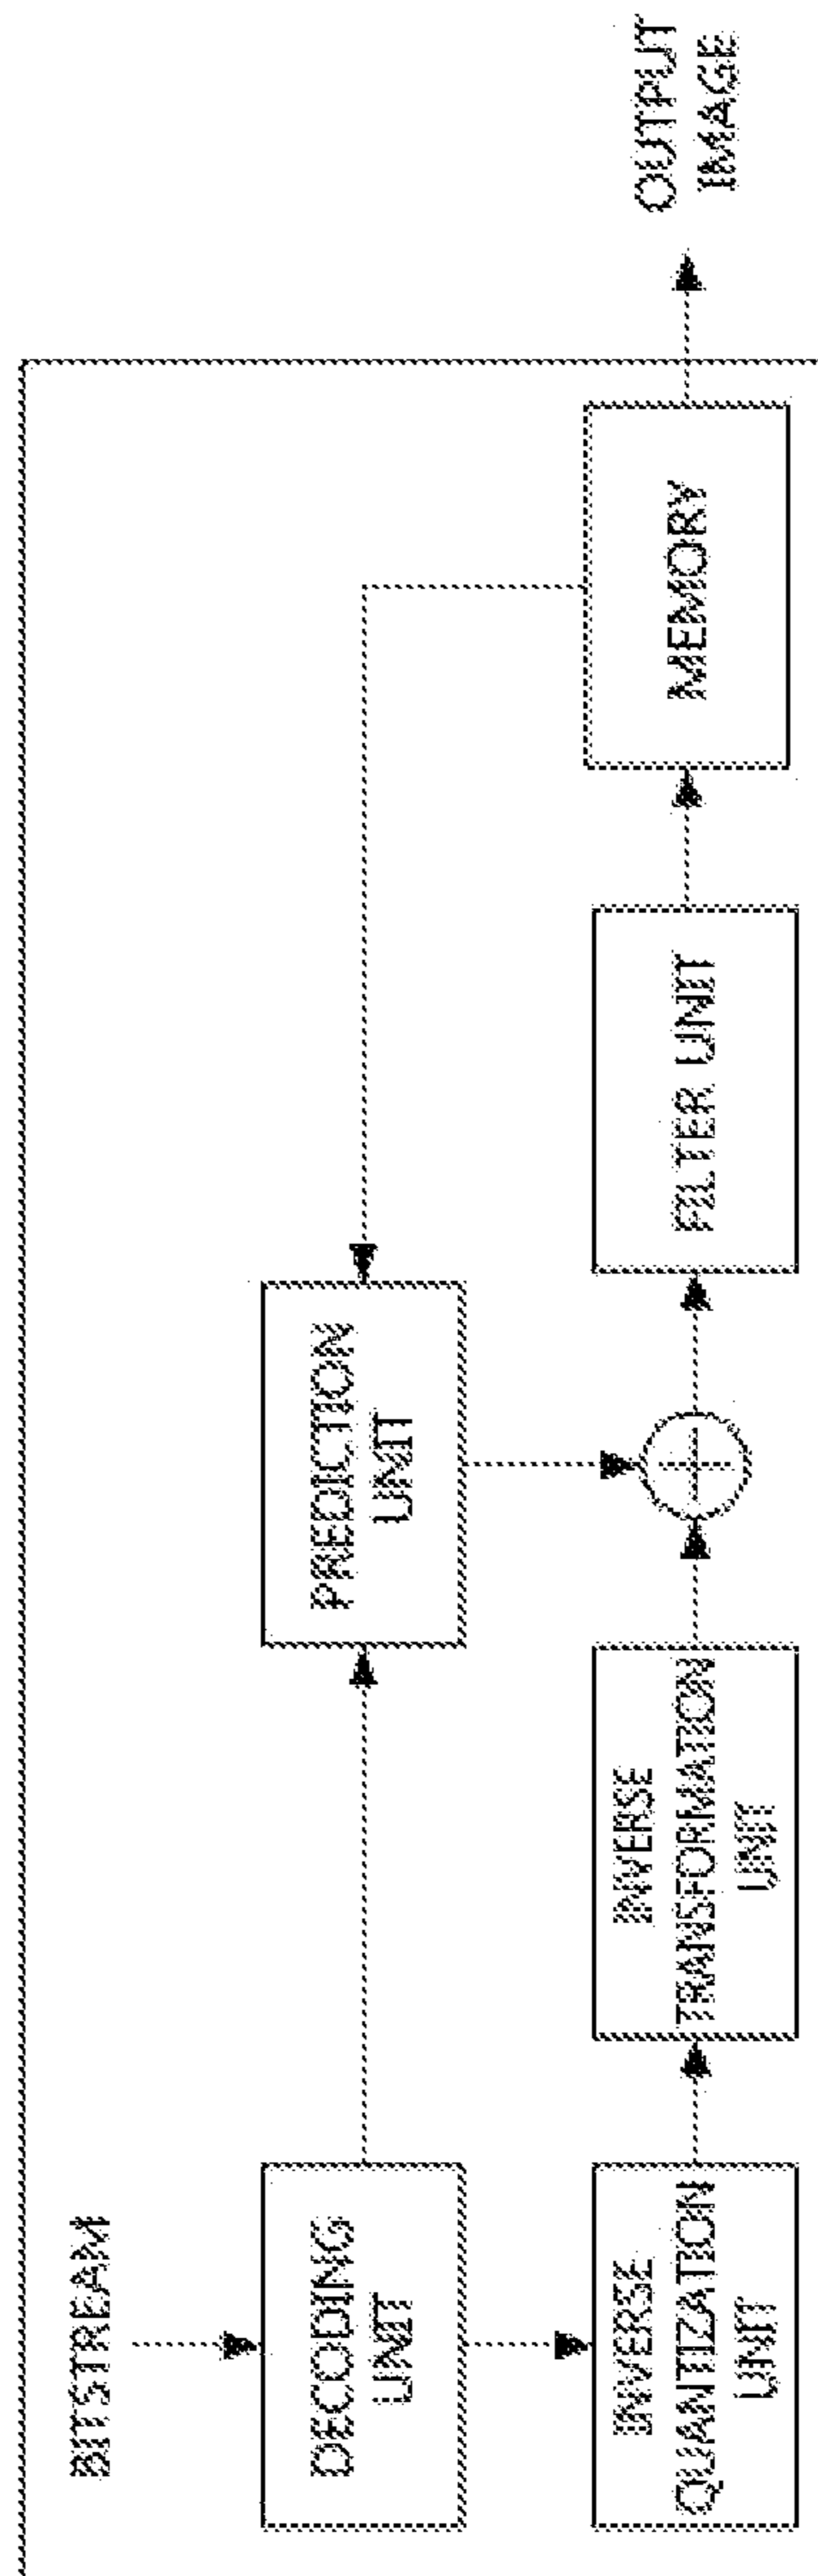 BITSTREAM
DECODING
UNIT
PREDICTION
UNIT
INVERSE
QUANTIZATION
UNIT
INVERSE
TRANSFORMATION
UNIT
FILTER UNIT
MEMORY
OUTPUT
IMAGE